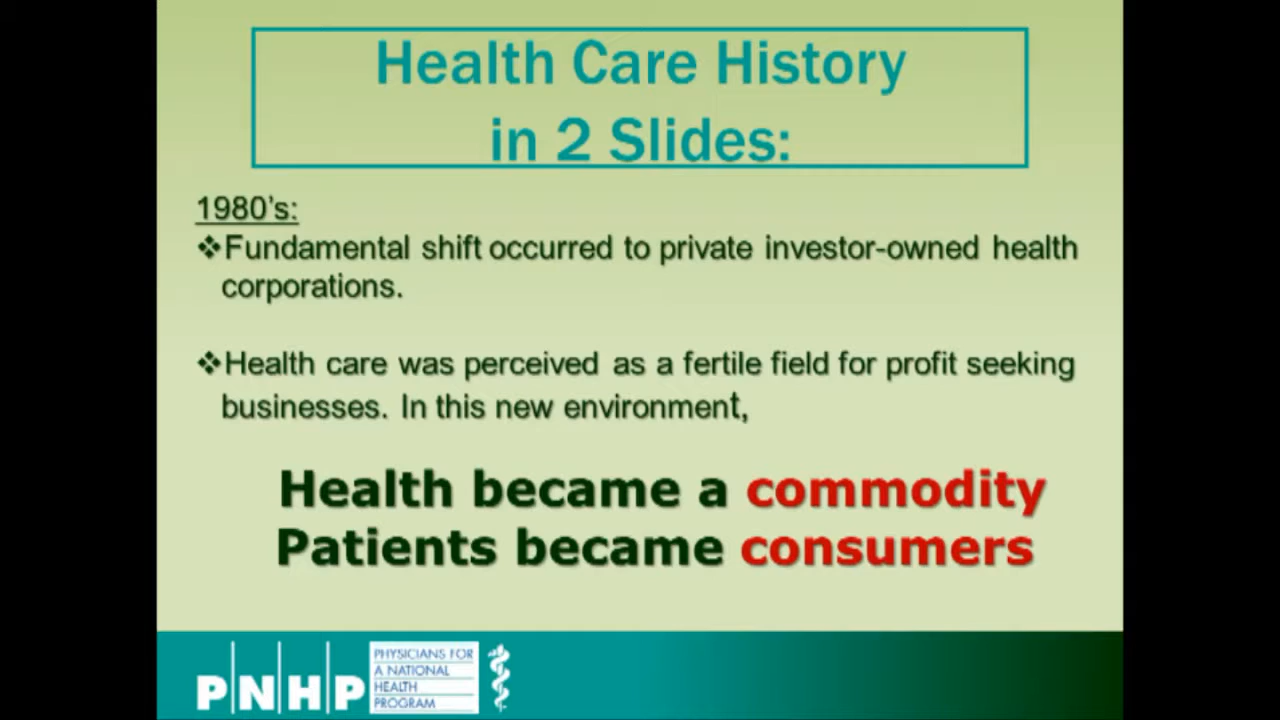 Health Care History
in 2 Slides:
1980's:
❖Fundamental shift occurred to private investor-owned health
corporations.
❖Health care was perceived as a fertile field for profit seeking
businesses. In this new environment,
Health became a commodity
Patients became consumers
PNHP
PHYSICIANS FOR
A NATIONAL
HEALTH
PROGRAM